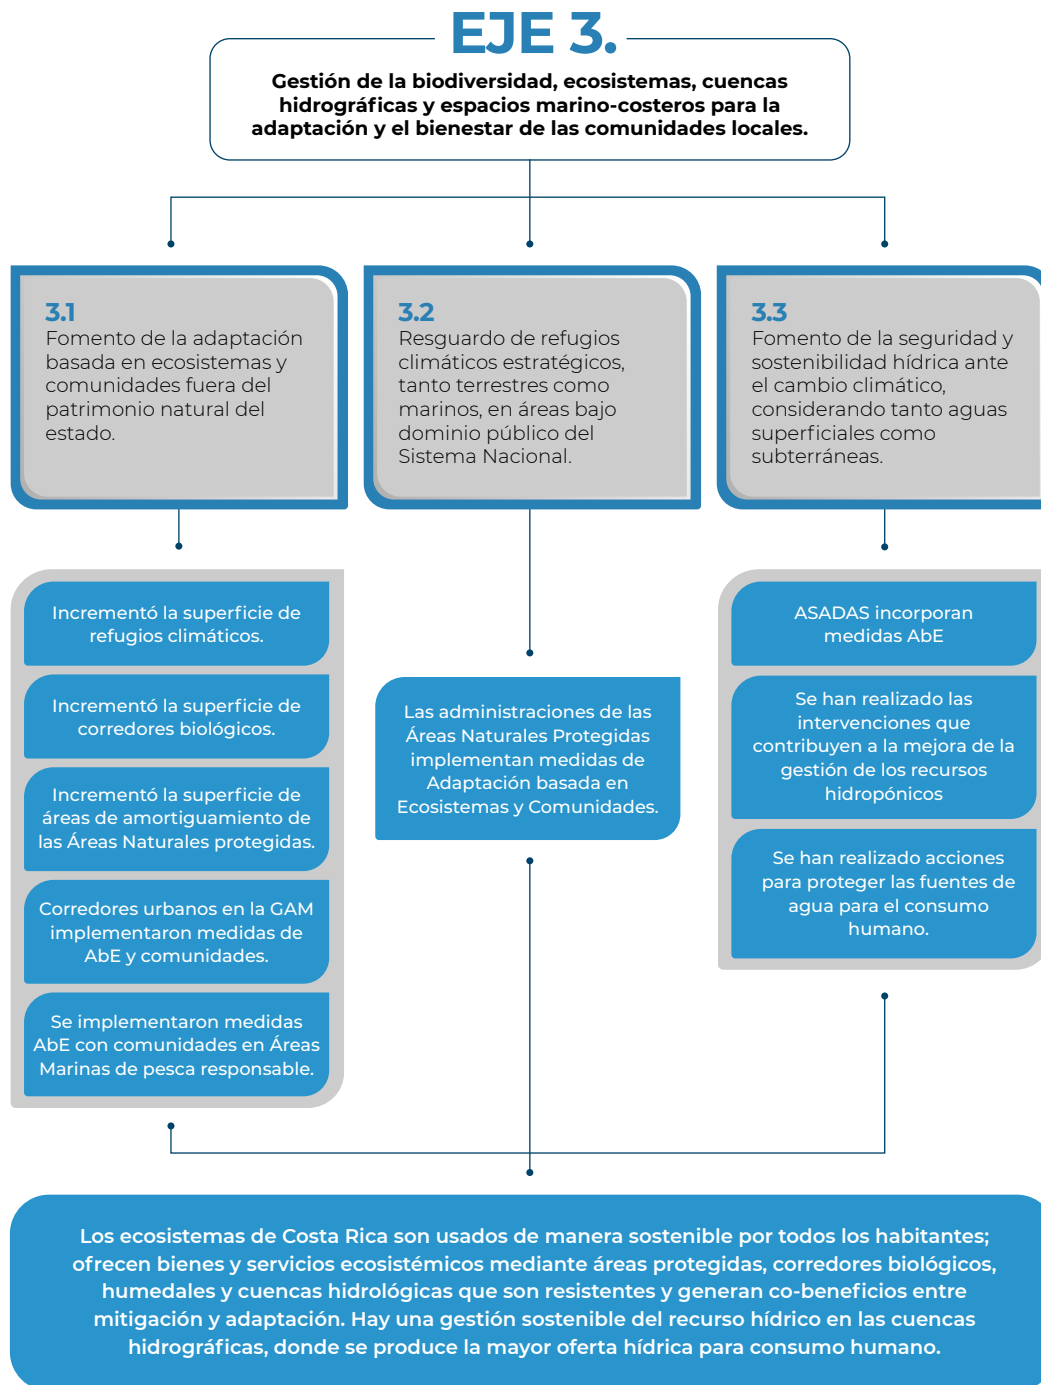 EJE 3.
Gestión de la biodiversidad, ecosistemas, cuencas
hidrográficas y espacios marino-costeros para la
adaptación y el bienestar de las comunidades locales.
3.1
Fomento de la adaptación
basada en ecosistemas y
comunidades fuera del
patrimonio natural del
estado.
3.2
Resguardo de refugios
climáticos estratégicos,
tanto terrestres como
marinos, en áreas bajo
dominio público del
Sistema Nacional.
3.3
Fomento de la seguridad y
sostenibilidad hídrica ante
el cambio climático,
considerando tanto aguas
superficiales como
subterráneas.
Incrementó la superficie de
refugios climáticos.
Incrementó la superficie de
corredores biológicos.
Incrementó la superficie de
áreas de amortiguamiento de
las Áreas Naturales protegidas.
Corredores urbanos en la GAM
implementaron medidas de
AbE y comunidades.
Se implementaron medidas
AbE con comunidades en Áreas
Marinas de pesca responsable.
Las administraciones de las
Áreas Naturales Protegidas
implementan medidas de
Adaptación basada en
Ecosistemas y Comunidades.
ASADAS incorporan
medidas AbE
Se han realizado las
intervenciones que
contribuyen a la mejora de la
gestión de los recursos
hidropónicos
Se han realizado acciones
para proteger las fuentes de
agua para el consumo
humano.
Los ecosistemas de Costa Rica son usados de manera sostenible por todos los habitantes;
ofrecen bienes y servicios ecosistémicos mediante áreas protegidas, corredores biológicos,
humedales y cuencas hidrológicas que son resistentes y generan co-beneficios entre
mitigación y adaptación. Hay una gestión sostenible del recurso hídrico en las cuencas
hidrográficas, donde se produce la mayor oferta hídrica para consumo humano.